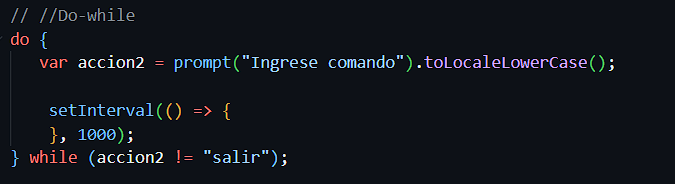 // //Do-while
do {
var accion2 = prompt("Ingrese comando").toLocaleLowerCase();
setInterval(() => {
}, 1000);
} while (accion2 != "salir");